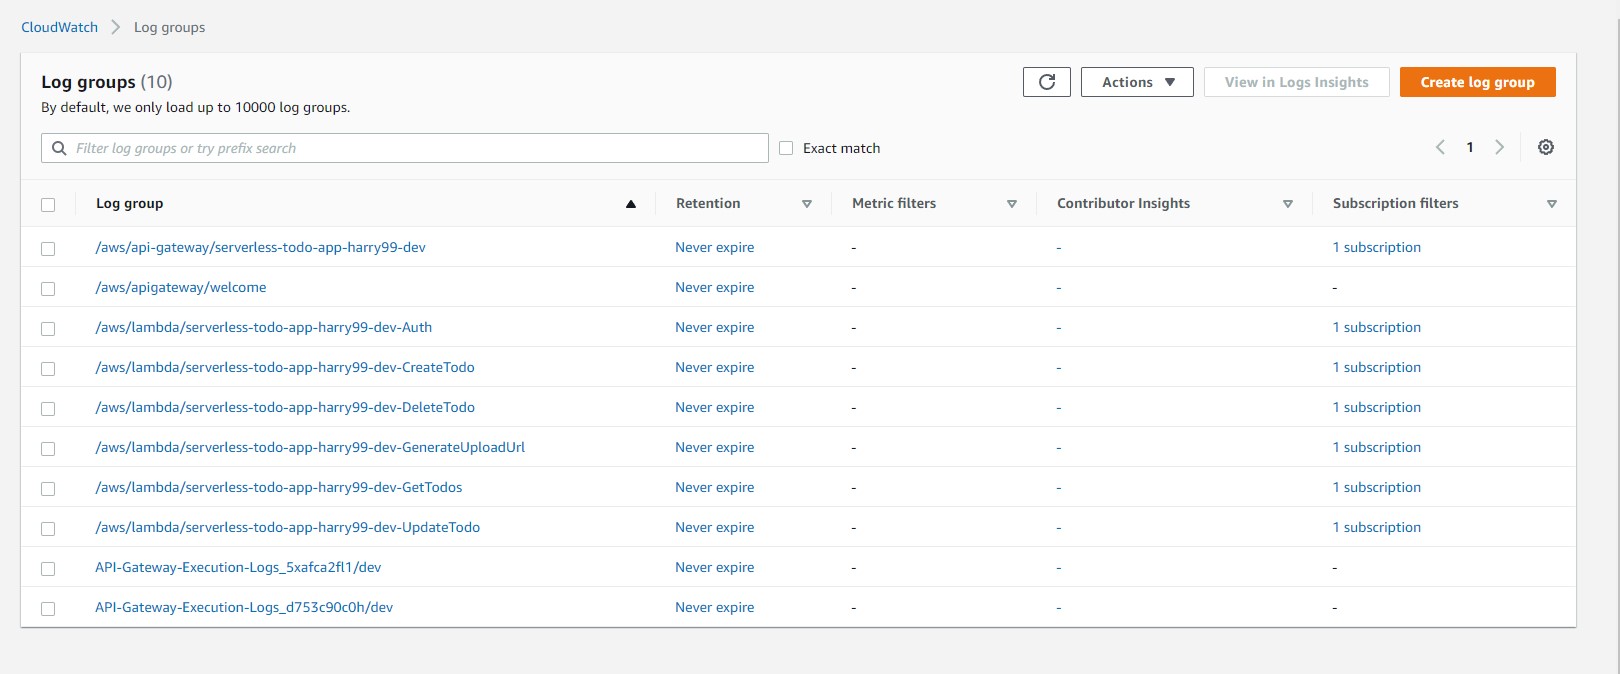 CloudWatch > Log groups
Log groups (10)
By default, we only load up to 10000 log groups.
Actions
View in Logs Insights
Create log group
Filter log groups or try prefix search
Exact match
1
Log group Retention Metric filters Contributor Insights Subscription filters
/aws/api-gateway/serverless-todo-app-harry99-dev Never expire - - 1 subscription
/aws/apigateway/welcome Never expire - - -
/aws/lambda/serverless-todo-app-harry99-dev-Auth Never expire - - 1 subscription
/aws/lambda/serverless-todo-app-harry99-dev-CreateTodo Never expire - - 1 subscription
/aws/lambda/serverless-todo-app-harry99-dev-DeleteTodo Never expire - - 1 subscription
/aws/lambda/serverless-todo-app-harry99-dev-GenerateUploadUrl Never expire - - 1 subscription
/aws/lambda/serverless-todo-app-harry99-dev-GetTodos Never expire - - 1 subscription
/aws/lambda/serverless-todo-app-harry99-dev-UpdateTodo Never expire - - 1 subscription
API-Gateway-Execution-Logs_5xafca2fl1/dev Never expire - - -
API-Gateway-Execution-Logs_d753c90c0h/dev Never expire - - -